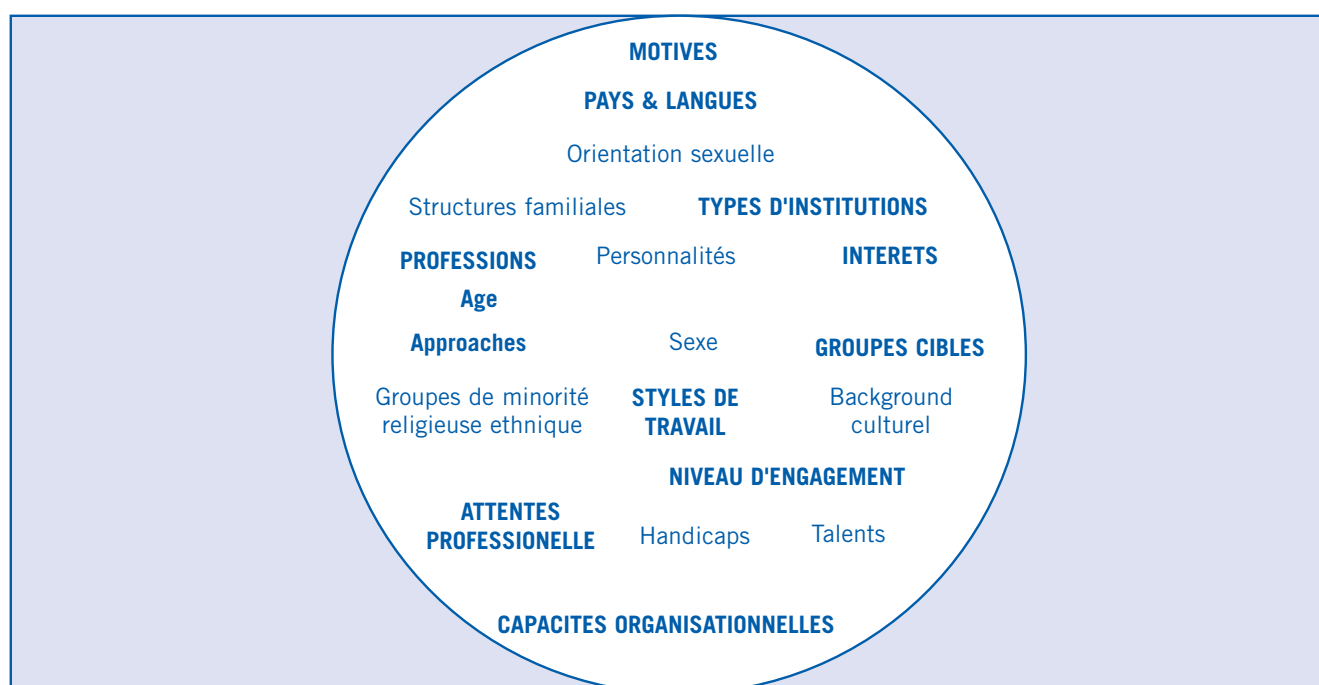 MOTIVES
PAYS & LANGUES
Orientation sexuelle
Structures familiales TYPES D'INSTITUTIONS
PROFESSIONS Personnalités INTERETS
Age
Approaches Sexe GROUPES CIBLES
Groupes de minorité STYLES DE Background
religieuse ethnique TRAVAIL culturel
NIVEAU D'ENGAGEMENT
ATTENTES
PROFESSIONELLE Handicaps Talents
CAPACITES ORGANISATIONNELLES